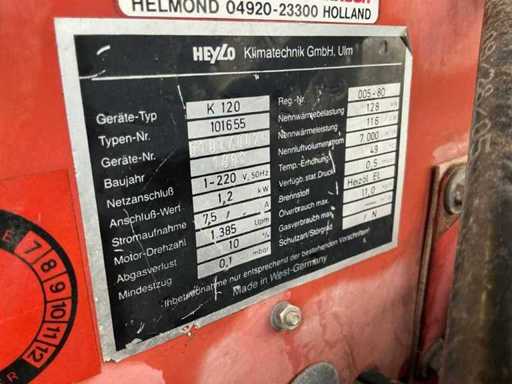 HELMOND 04920-23300 HOLLAND
HEYLO Klimatechnik GmbH, Ulm
Geräte-Typ K 120
Typen-Nr. 101655
Geräte-Nr.
Baujahr
Netzanschluß 1-220 V, 50Hz
Anschluß-Wert 1,2 kW
Stromaufnahme 7,5 / A
Motor-Drehzahl 1.385 Upm
Abgasverlust 10 %
Mindestzug 0,1 mbar
Reg.-Nr. 005-80
Nennwärmebelastung 128 kW
Nennwärmeleistung 116 kW
Nennluftvolumenstrom 7.000
Temp.-Erhöhung 49
Verfügb. stat. Druck 0,5
Brennstoff Heizöl EL
Ölverbrauch max. 11,0
Gasverbrauch max.
Schutzart/Störgrad / N
Inbetriebnahme nur entsprechend der bestehenden Vorschriften!
Made in West-Germany
E 7 8 9 10 11 12
R